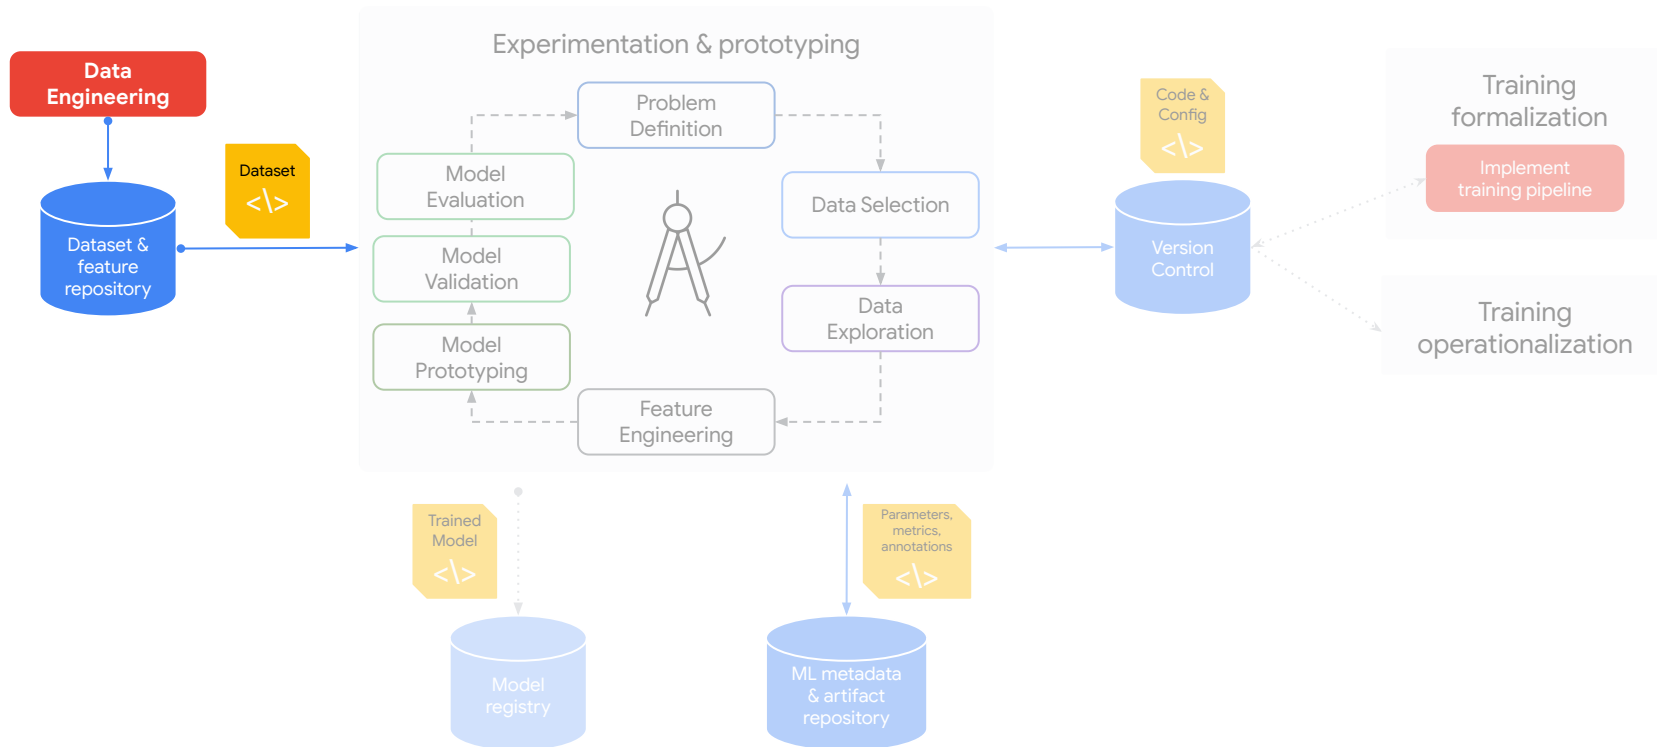 Experimentation & prototyping
Data
Engineering
Dataset
</>
Dataset &
feature
repository
Problem
Definition
Data Selection
Data
Exploration
Feature
Engineering
Model
Prototyping
Model
Validation
Model
Evaluation
Code &
Config
</>
Version
Control
Training
formalization
Implement
training pipeline
Training
operationalization
Trained
Model
</>
Model
registry
Parameters,
metrics,
annotations
</>
ML metadata
& artifact
repository